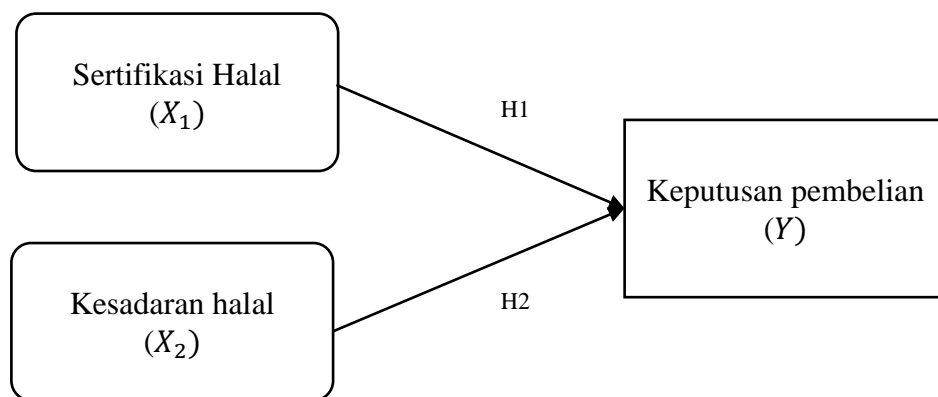 Sertifikasi Halal
(𝑋₁)
H1
Keputusan pembelian
(𝑌)
Kesadaran halal
(𝑋₂)
H2